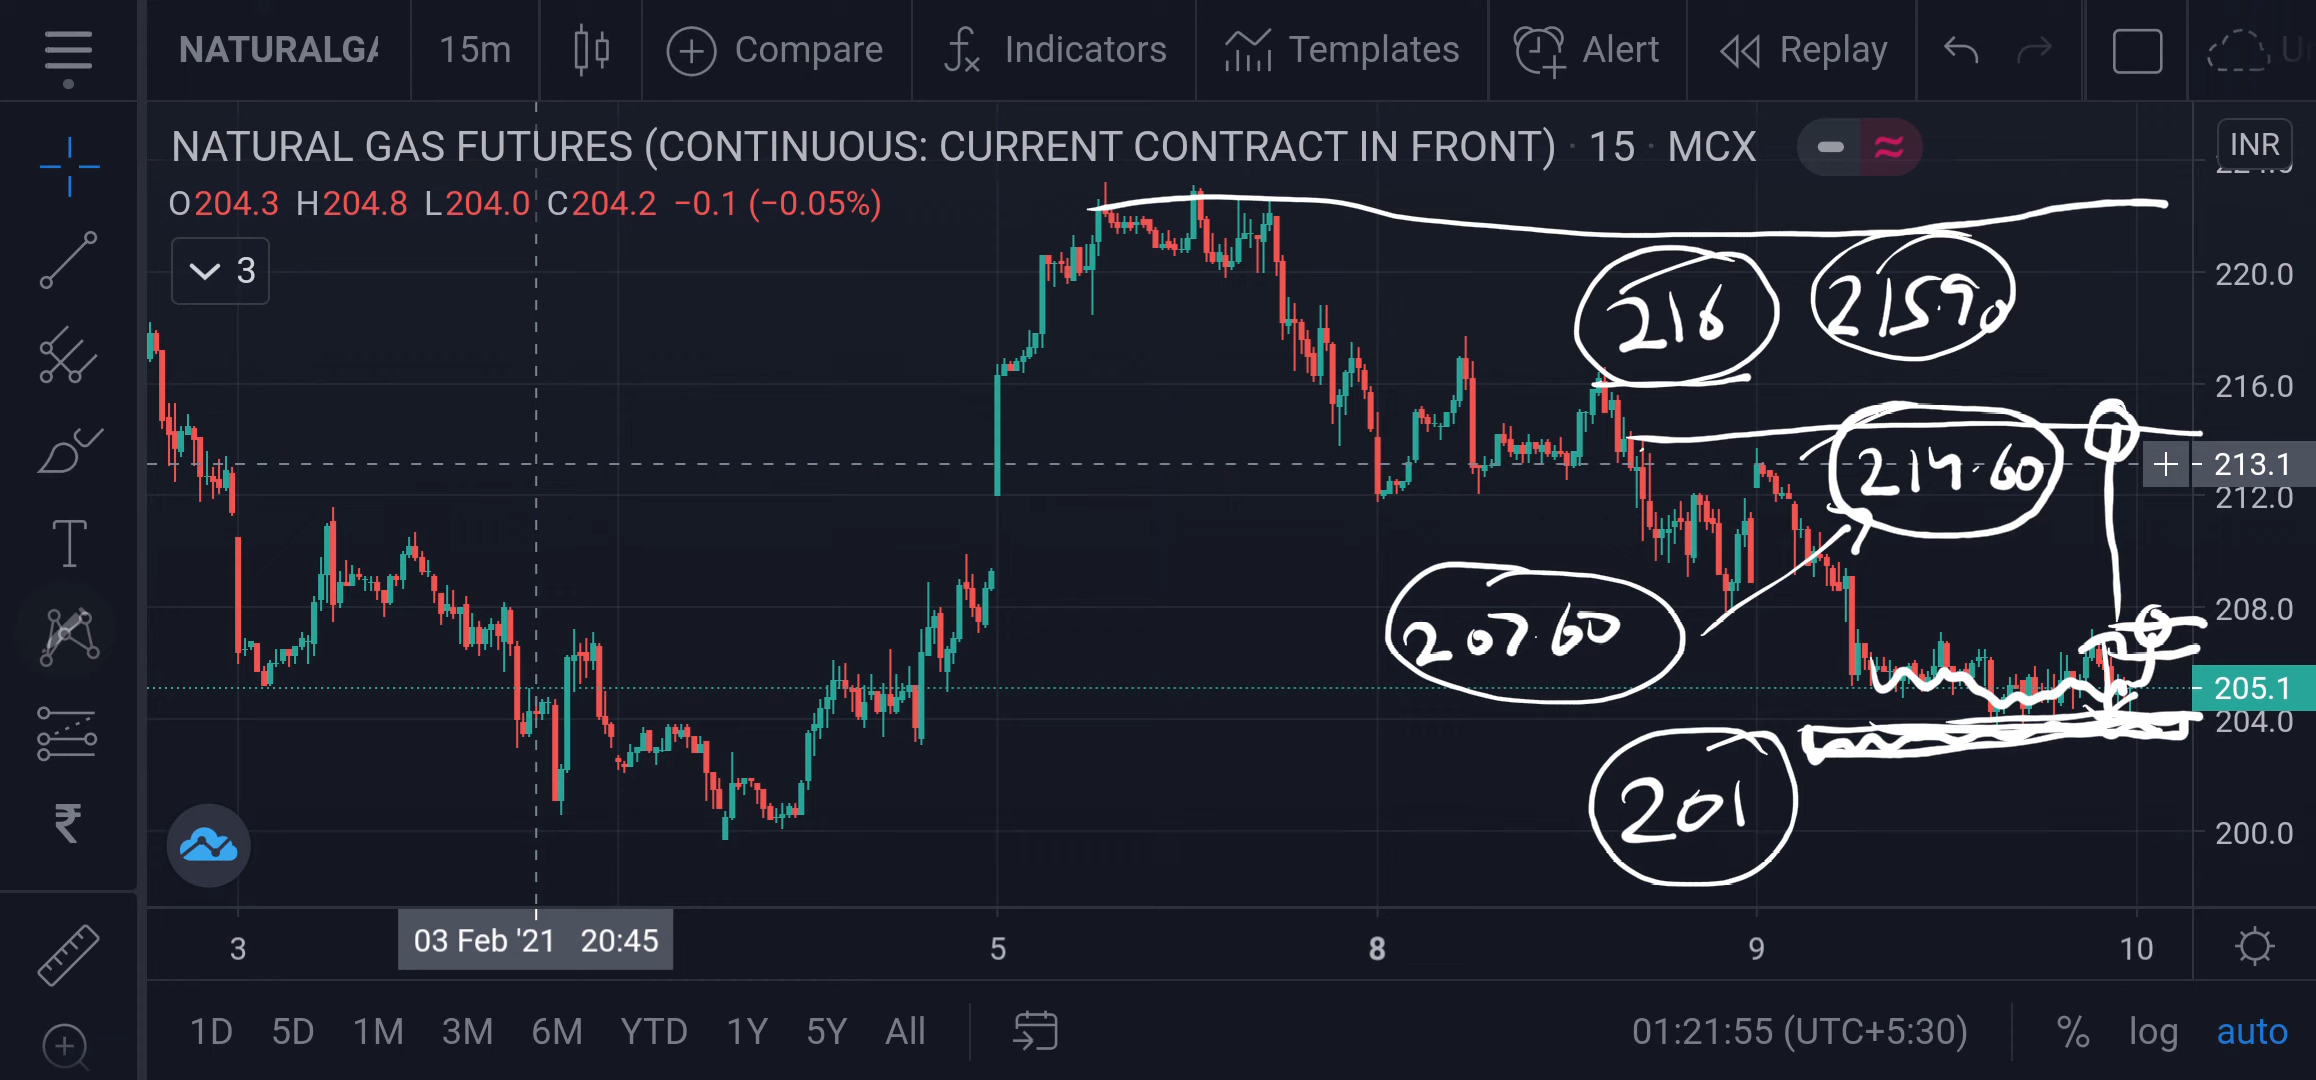 NATURALGA 15m Compare Indicators Templates Alert Replay
NATURAL GAS FUTURES (CONTINUOUS: CURRENT CONTRACT IN FRONT) · 15 · MCX
INR
O204.3 H204.8 L204.0 C204.2 −0.1 (−0.05%)
3
220.0
216
215.90
216.0
214.60
213.1
212.0
207.60
208.0
205.1
204.0
201
200.0
T
₹
03 Feb '21 20:45
3 5 8 9 10
1D 5D 1M 3M 6M YTD 1Y 5Y All
01:21:55 (UTC+5:30) % log auto